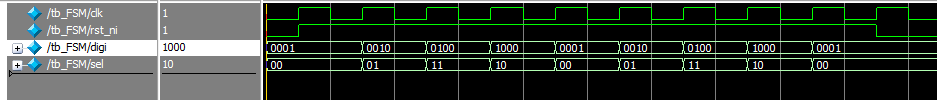 /tb_FSM/clk 1
/tb_FSM/rst_ni 1
/tb_FSM/digi 1000 0001 0010 0100 1000 0001 0010 0100 1000 0001
/tb_FSM/sel 10 00 01 11 10 00 01 11 10 00